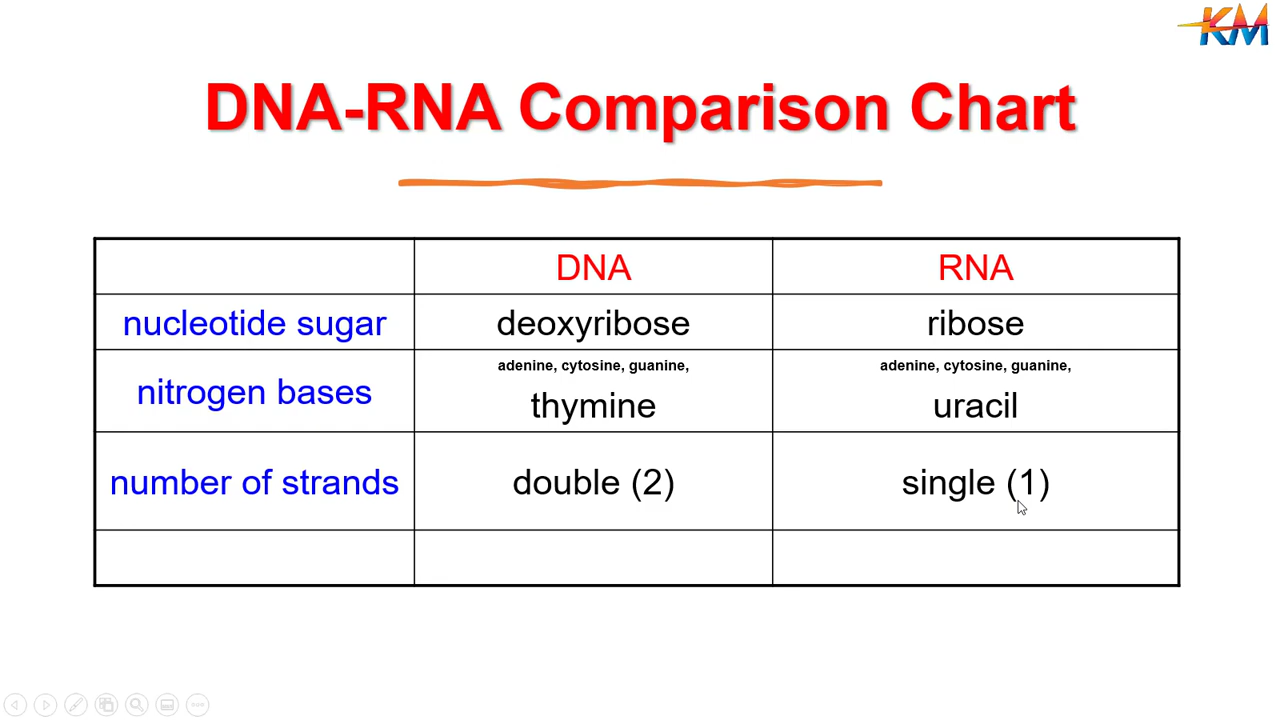 KM
DNA-RNA Comparison Chart
DNA RNA
nucleotide sugar deoxyribose ribose
adenine, cytosine, guanine, adenine, cytosine, guanine,
nitrogen bases thymine uracil
number of strands double (2) single (1)